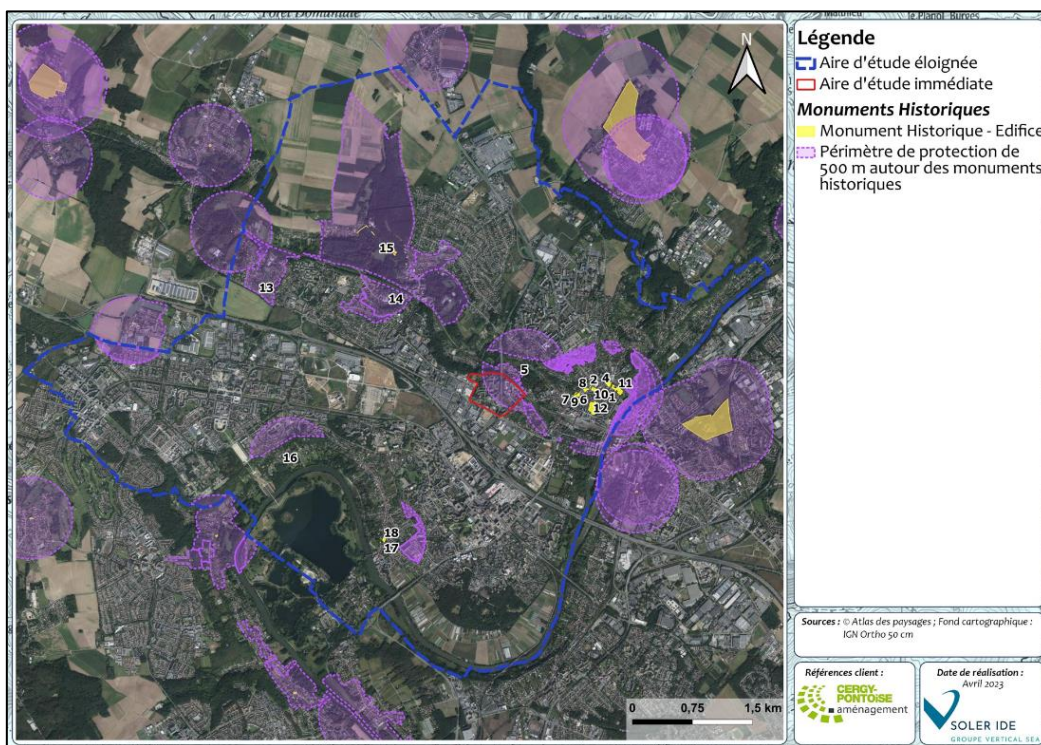 Forêt Domaniale
N
13
15
14
5
8 2 4
7 9 6 10 1 11
12
16
18
17
0 0,75 1,5 km
Légende
Aire d'étude éloignée
Aire d'étude immédiate
Monuments Historiques
Monument Historique - Edifice
Périmètre de protection de
500 m autour des monuments
historiques
Sources : © Atlas des paysages ; Fond cartographique :
IGN Ortho 50 cm
Références client :
CERGY-
PONTOISE
aménagement
Date de réalisation :
Avril 2023
SOLER IDE
GROUPE VERTICAL SEA